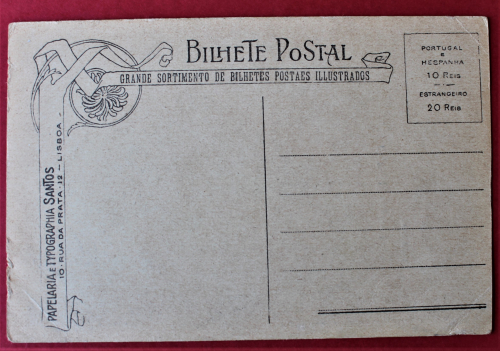 BILHETE POSTAL
GRANDE SORTIMENTO DE BILHETES POSTAES ILLUSTRADOS
PORTUGAL
E
HESPANHA
10 REIS
ESTRANGEIRO
20 REIS
PAPELARIA E TYPOGRAPHIA SANTOS
10 · RUA DA PRATA · 12 – LISBOA –